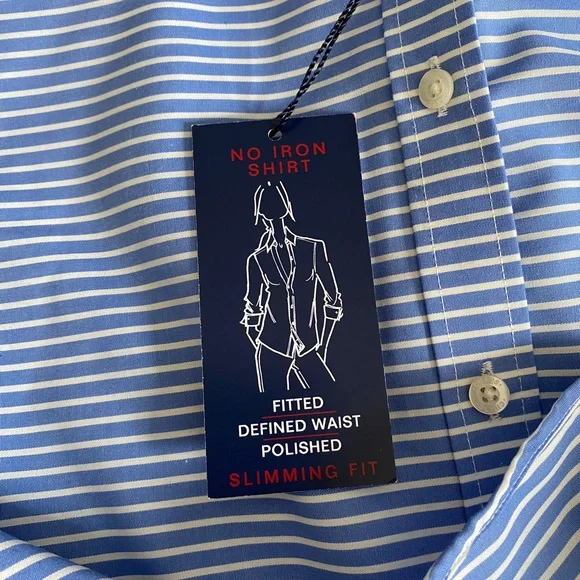 NO IRON
SHIRT
FITTED
DEFINED WAIST
POLISHED
SLIMMING FIT